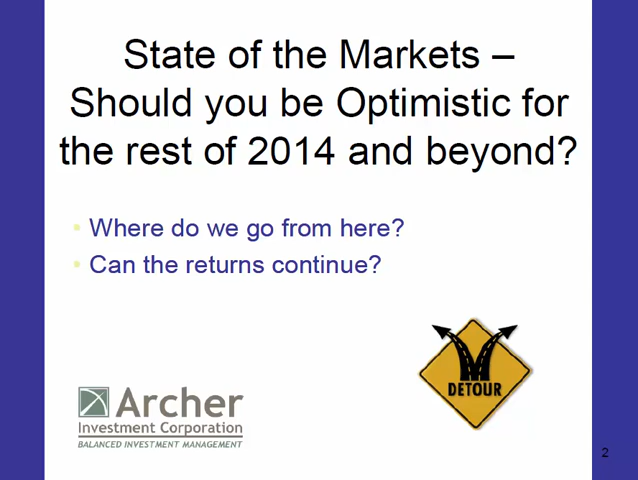 State of the Markets –
Should you be Optimistic for
the rest of 2014 and beyond?
• Where do we go from here?
• Can the returns continue?
DETOUR
Archer
Investment Corporation
BALANCED INVESTMENT MANAGEMENT
2